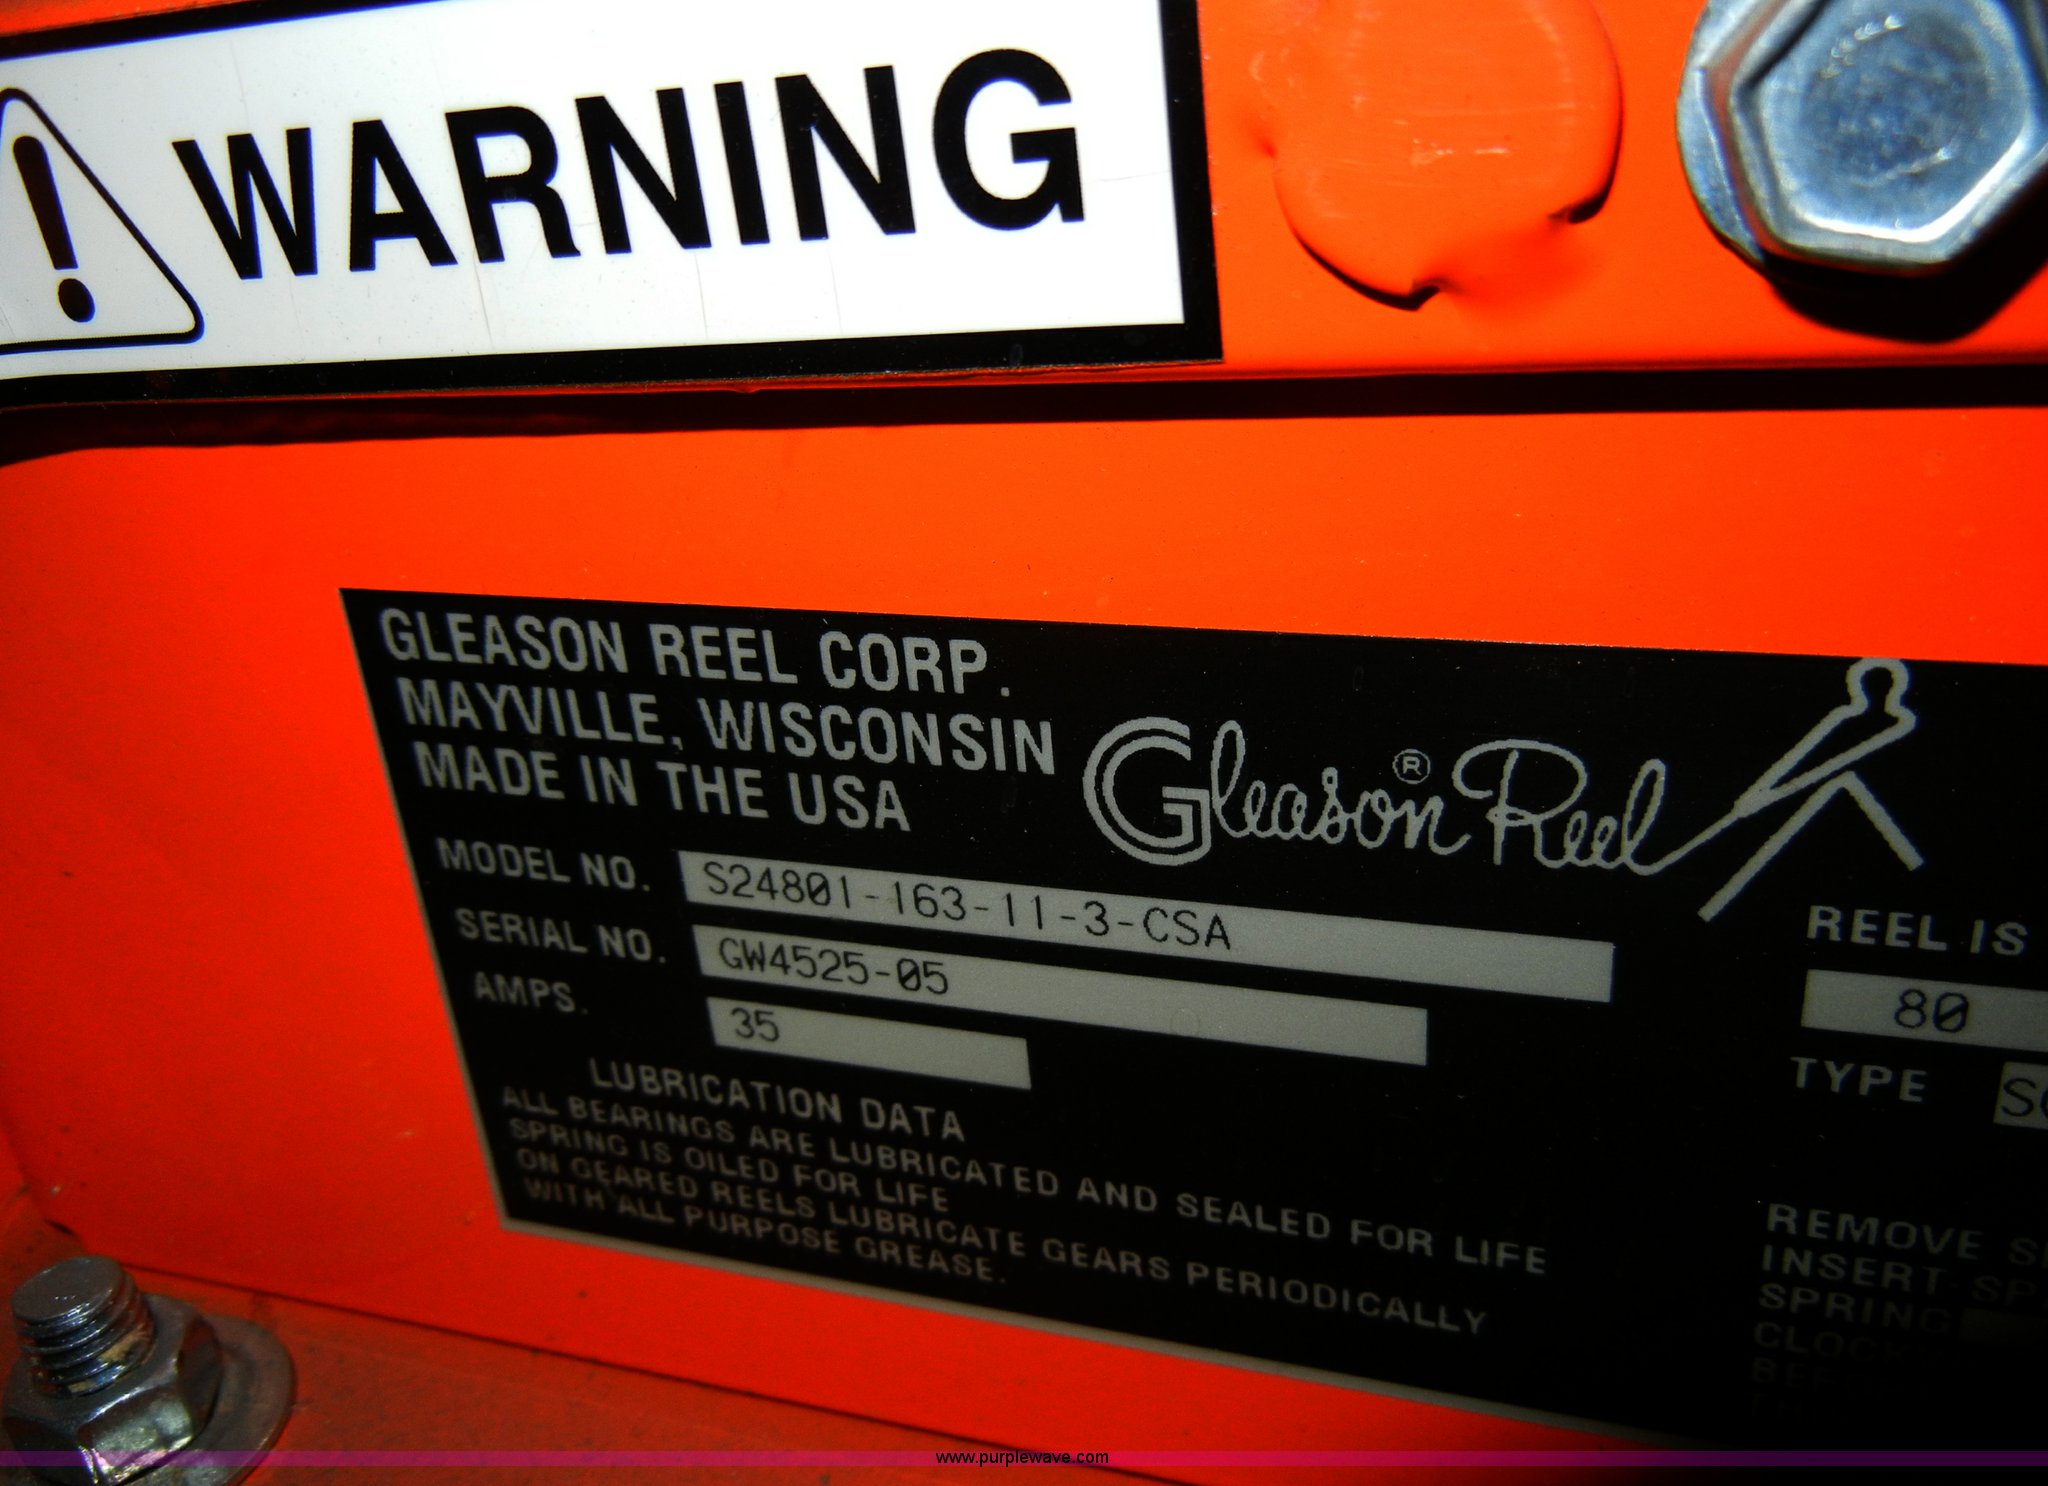 WARNING
GLEASON REEL CORP.
MAYVILLE, WISCONSIN
MADE IN THE USA
Gleason Reel ®
MODEL NO. S24801-163-11-3-CSA
SERIAL NO. GW4525-05
AMPS. 35
LUBRICATION DATA
ALL BEARINGS ARE LUBRICATED AND SEALED FOR LIFE
SPRING IS OILED FOR LIFE
ON GEARED REELS LUBRICATE GEARS PERIODICALLY
WITH ALL PURPOSE GREASE.
REEL IS
80
TYPE
REMOVE
INSERT
SPRING
www.purplewave.com